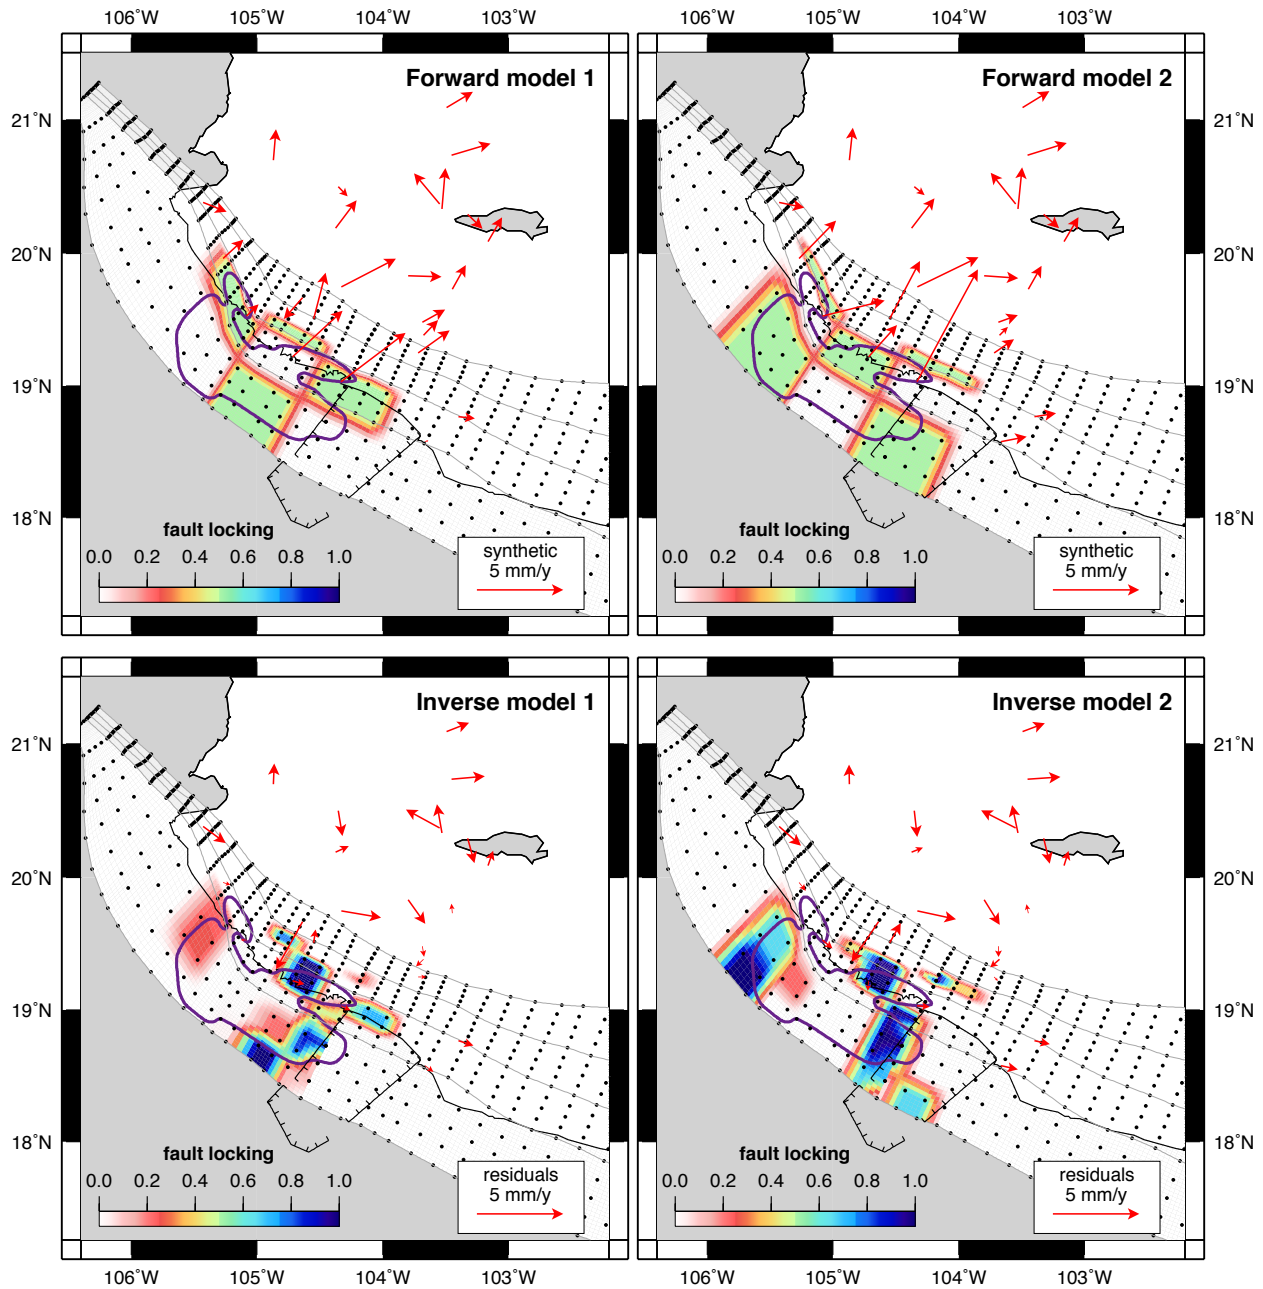 106˚W 105˚W 104˚W 103˚W 106˚W 105˚W 104˚W 103˚W
Forward model 1
Forward model 2
21˚N 21˚N
20˚N 20˚N
19˚N 19˚N
18˚N 18˚N
fault locking
0.0 0.2 0.4 0.6 0.8 1.0
synthetic
5 mm/y
fault locking
0.0 0.2 0.4 0.6 0.8 1.0
synthetic
5 mm/y
Inverse model 1
Inverse model 2
21˚N 21˚N
20˚N 20˚N
19˚N 19˚N
18˚N 18˚N
fault locking
0.0 0.2 0.4 0.6 0.8 1.0
residuals
5 mm/y
fault locking
0.0 0.2 0.4 0.6 0.8 1.0
residuals
5 mm/y
106˚W 105˚W 104˚W 103˚W 106˚W 105˚W 104˚W 103˚W